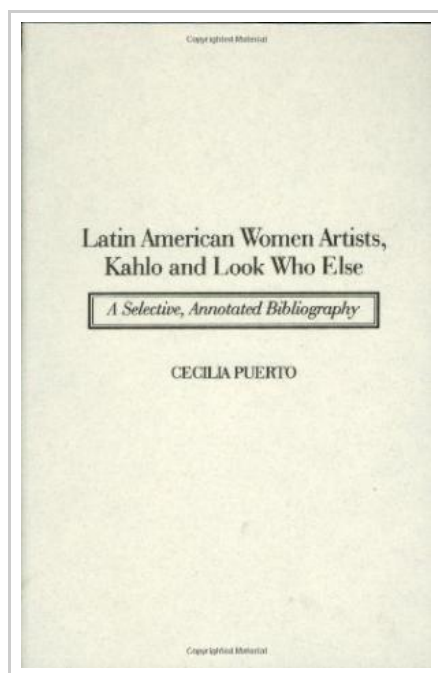 Copyrighted Material
Latin American Women Artists,
Kahlo and Look Who Else
A Selective, Annotated Bibliography
CECILIA PUERTO
Copyrighted Material